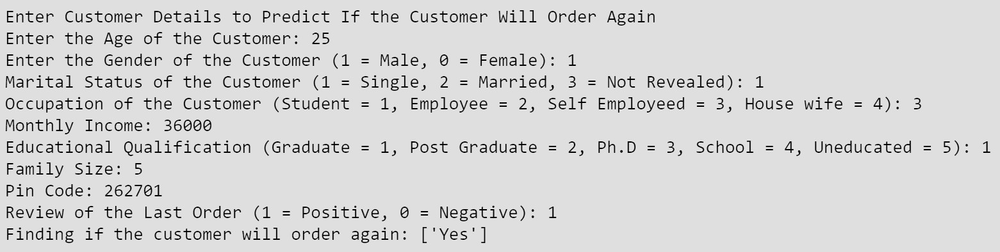 Enter Customer Details to Predict If the Customer Will Order Again
Enter the Age of the Customer: 25
Enter the Gender of the Customer (1 = Male, 0 = Female): 1
Marital Status of the Customer (1 = Single, 2 = Married, 3 = Not Revealed): 1
Occupation of the Customer (Student = 1, Employee = 2, Self Employeed = 3, House wife = 4): 3
Monthly Income: 36000
Educational Qualification (Graduate = 1, Post Graduate = 2, Ph.D = 3, School = 4, Uneducated = 5): 1
Family Size: 5
Pin Code: 262701
Review of the Last Order (1 = Positive, 0 = Negative): 1
Finding if the customer will order again: ['Yes']